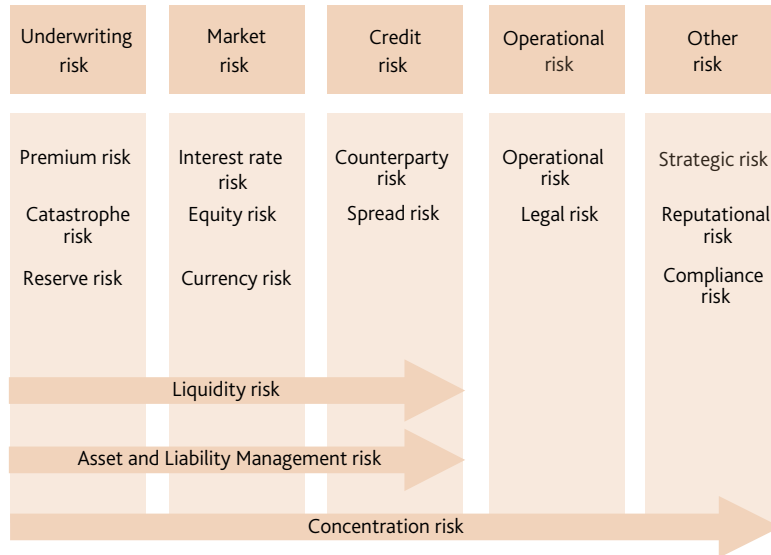 Underwriting
risk
Market
risk
Credit
risk
Operational
risk
Other
risk
Premium risk
Catastrophe
risk
Reserve risk
Interest rate
risk
Equity risk
Currency risk
Counterparty
risk
Spread risk
Operational
risk
Legal risk
Strategic risk
Reputational
risk
Compliance
risk
Liquidity risk
Asset and Liability Management risk
Concentration risk